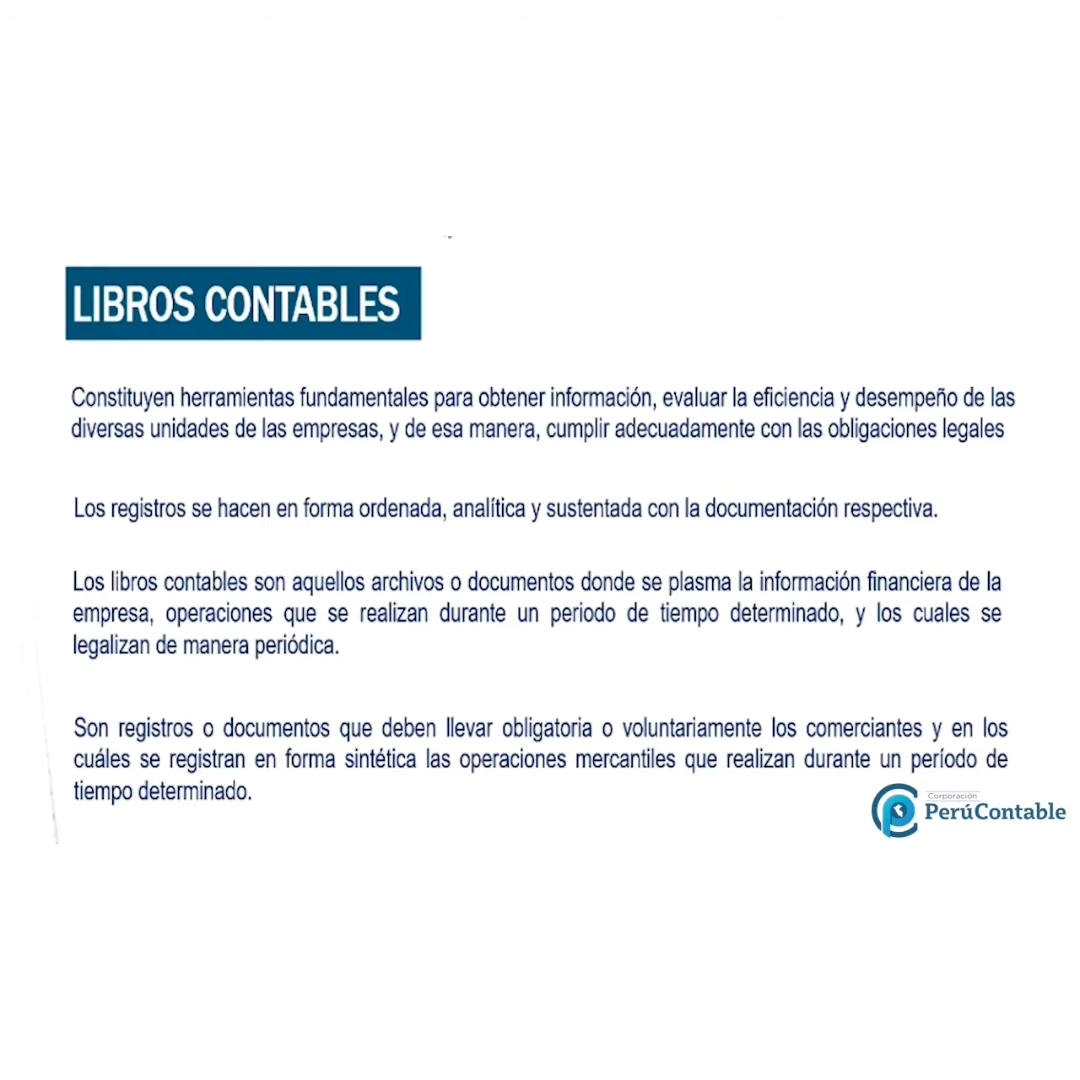 LIBROS CONTABLES
Constituyen herramientas fundamentales para obtener información, evaluar la eficiencia y desempeño de las
diversas unidades de las empresas, y de esa manera, cumplir adecuadamente con las obligaciones legales
Los registros se hacen en forma ordenada, analítica y sustentada con la documentación respectiva.
Los libros contables son aquellos archivos o documentos donde se plasma la información financiera de la
empresa, operaciones que se realizan durante un periodo de tiempo determinado, y los cuales se
legalizan de manera periódica.
Son registros o documentos que deben llevar obligatoria o voluntariamente los comerciantes y en los
cuáles se registran en forma sintética las operaciones mercantiles que realizan durante un período de
tiempo determinado.
Corporación
PerúContable